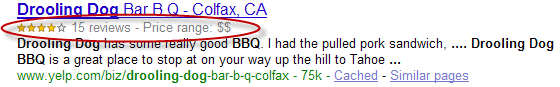 Drooling Dog Bar B Q - Colfax, CA
15 reviews - Price range: $$
Drooling Dog has some really good BBQ. I had the pulled pork sandwich, .... Drooling Dog
BBQ is a great place to stop at on your way up the hill to Tahoe ...
www.yelp.com/biz/drooling-dog-bar-b-q-colfax - 75k - Cached - Similar pages